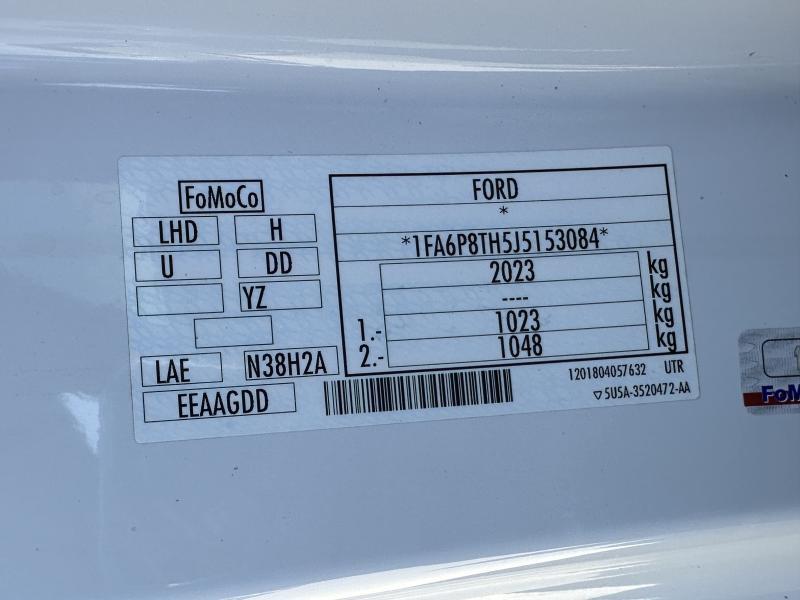 FoMoCo
LHD H
U DD
YZ
LAE N38H2A
EEAAGDD
FORD
*
*1FA6P8TH5J5153084*
2023 kg
---- kg
1.- 1023 kg
2.- 1048 kg
1201804057632 UTR
▽5U5A-3520472-AA